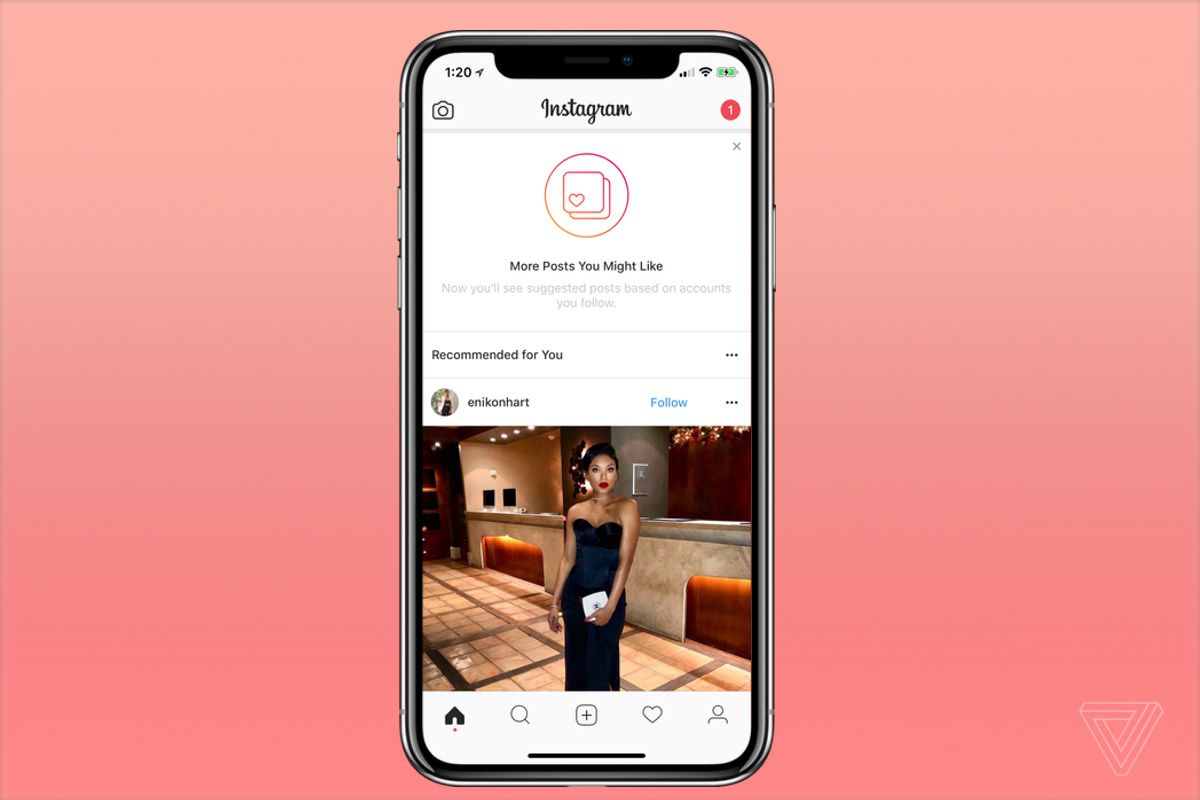 1:20
Instagram
1
More Posts You Might Like
Now you'll see suggested posts based on accounts
you follow.
Recommended for You
enikonhart
Follow